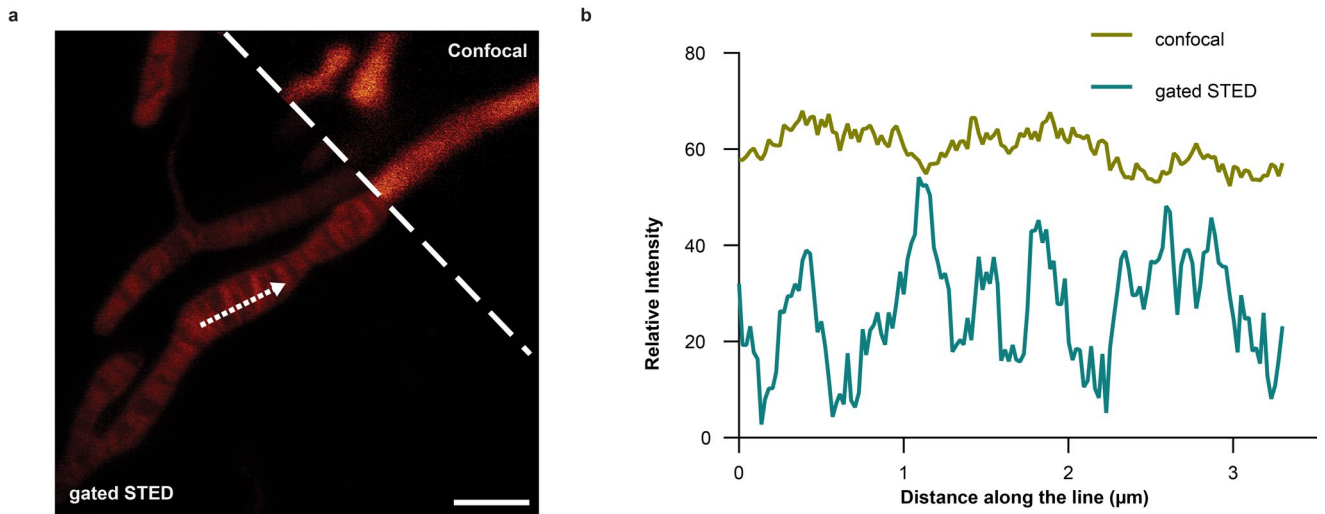 a
Confocal
gated STED
b
confocal
gated STED
80
60
40
20
0
Relative Intensity
0 1 2 3
Distance along the line (µm)